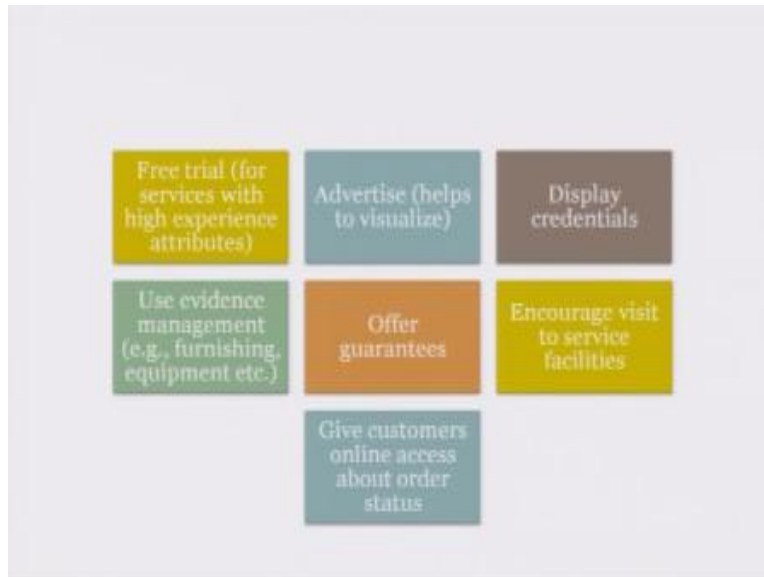 Free trial (for
services with
high experience
attributes)
Advertise (helps
to visualize)
Display
credentials
Use evidence
management
(e.g., furnishing,
equipment etc.)
Offer
guarantees
Encourage visit
to service
facilities
Give customers
online access
about order
status